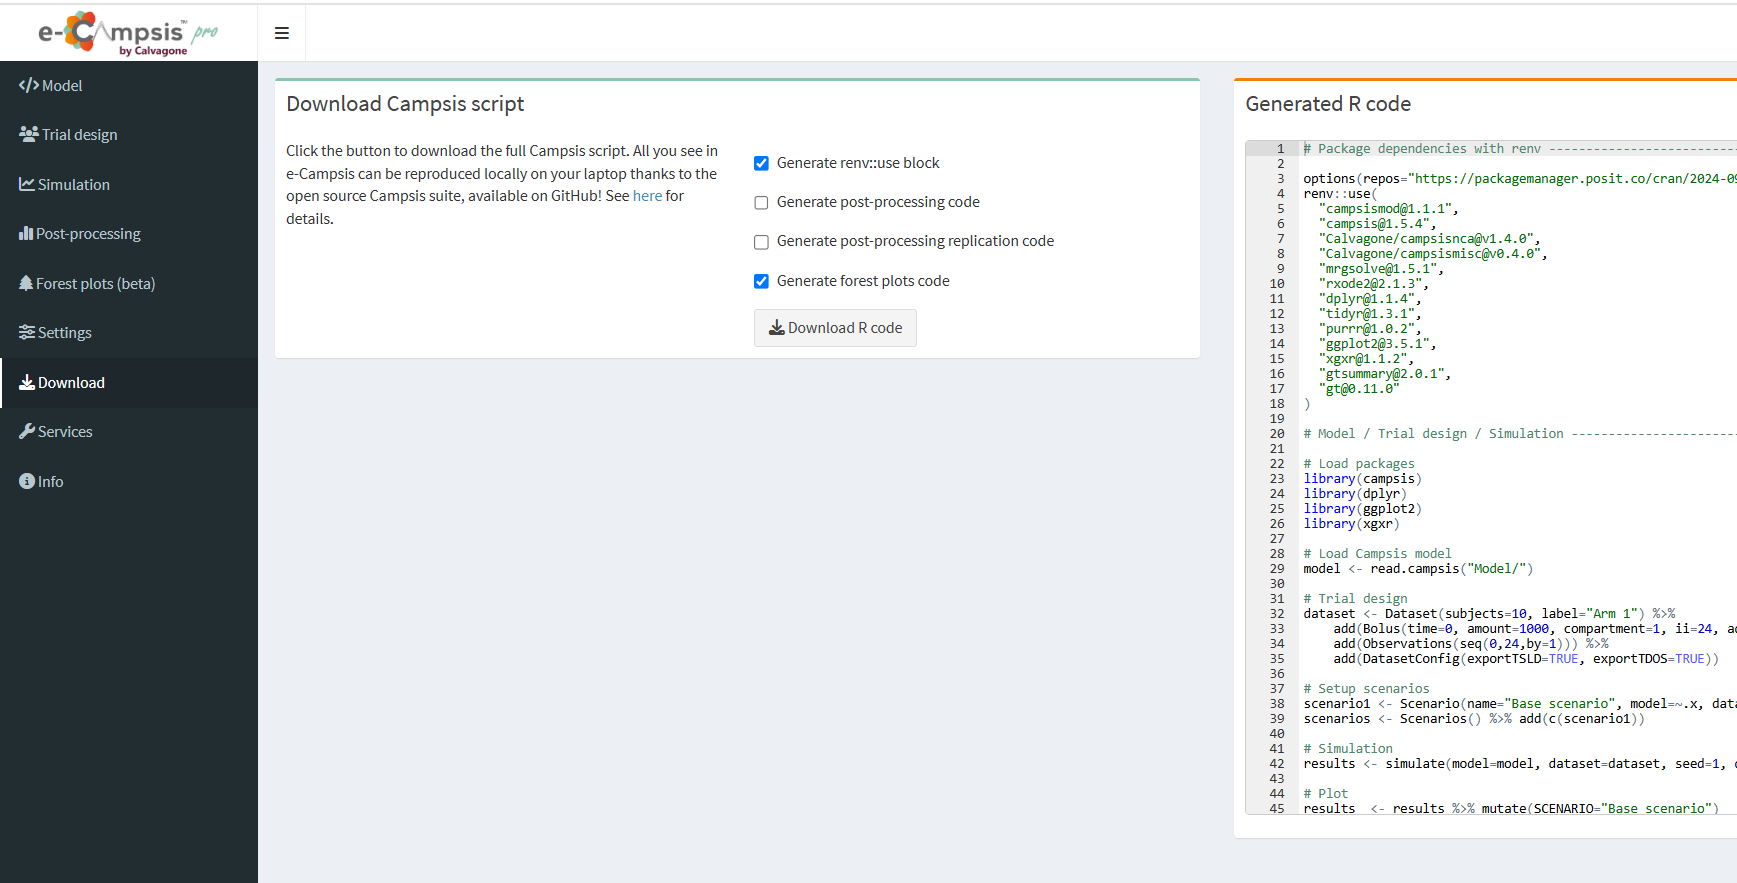 e-Campsis™ pro
by Calvagone
Model
Trial design
Simulation
Post-processing
Forest plots (beta)
Settings
Download
Services
Info
Download Campsis script
Click the button to download the full Campsis script. All you see in
e-Campsis can be reproduced locally on your laptop thanks to the
open source Campsis suite, available on GitHub! See here for
details.
Generate renv::use block
Generate post-processing code
Generate post-processing replication code
Generate forest plots code
Download R code
Generated R code
1 # Package dependencies with renv -------------------------
2
3 options(repos="https://packagemanager.posit.co/cran/2024-09
4 renv::use(
5 "campsismod@1.1.1",
6 "campsis@1.5.4",
7 "Calvagone/campsisnca@v1.4.0",
8 "Calvagone/campsismisc@v0.4.0",
9 "mrgsolve@1.5.1",
10 "rxode2@2.1.3",
11 "dplyr@1.1.4",
12 "tidyr@1.3.1",
13 "purrr@1.0.2",
14 "ggplot2@3.5.1",
15 "xgxr@1.1.2",
16 "gtsummary@2.0.1",
17 "gt@0.11.0"
18 )
19
20 # Model / Trial design / Simulation ----------------------
21
22 # Load packages
23 library(campsis)
24 library(dplyr)
25 library(ggplot2)
26 library(xgxr)
27
28 # Load Campsis model
29 model <- read.campsis("Model/")
30
31 # Trial design
32 dataset <- Dataset(subjects=10, label="Arm 1") %>%
33 add(Bolus(time=0, amount=1000, compartment=1, ii=24, ad
34 add(Observations(seq(0,24,by=1))) %>%
35 add(DatasetConfig(exportTSLD=TRUE, exportTDOS=TRUE))
36
37 # Setup scenarios
38 scenario1 <- Scenario(name="Base scenario", model=~.x, data
39 scenarios <- Scenarios() %>% add(c(scenario1))
40
41 # Simulation
42 results <- simulate(model=model, dataset=dataset, seed=1, d
43
44 # Plot
45 results <- results %>% mutate(SCENARIO="Base scenario")